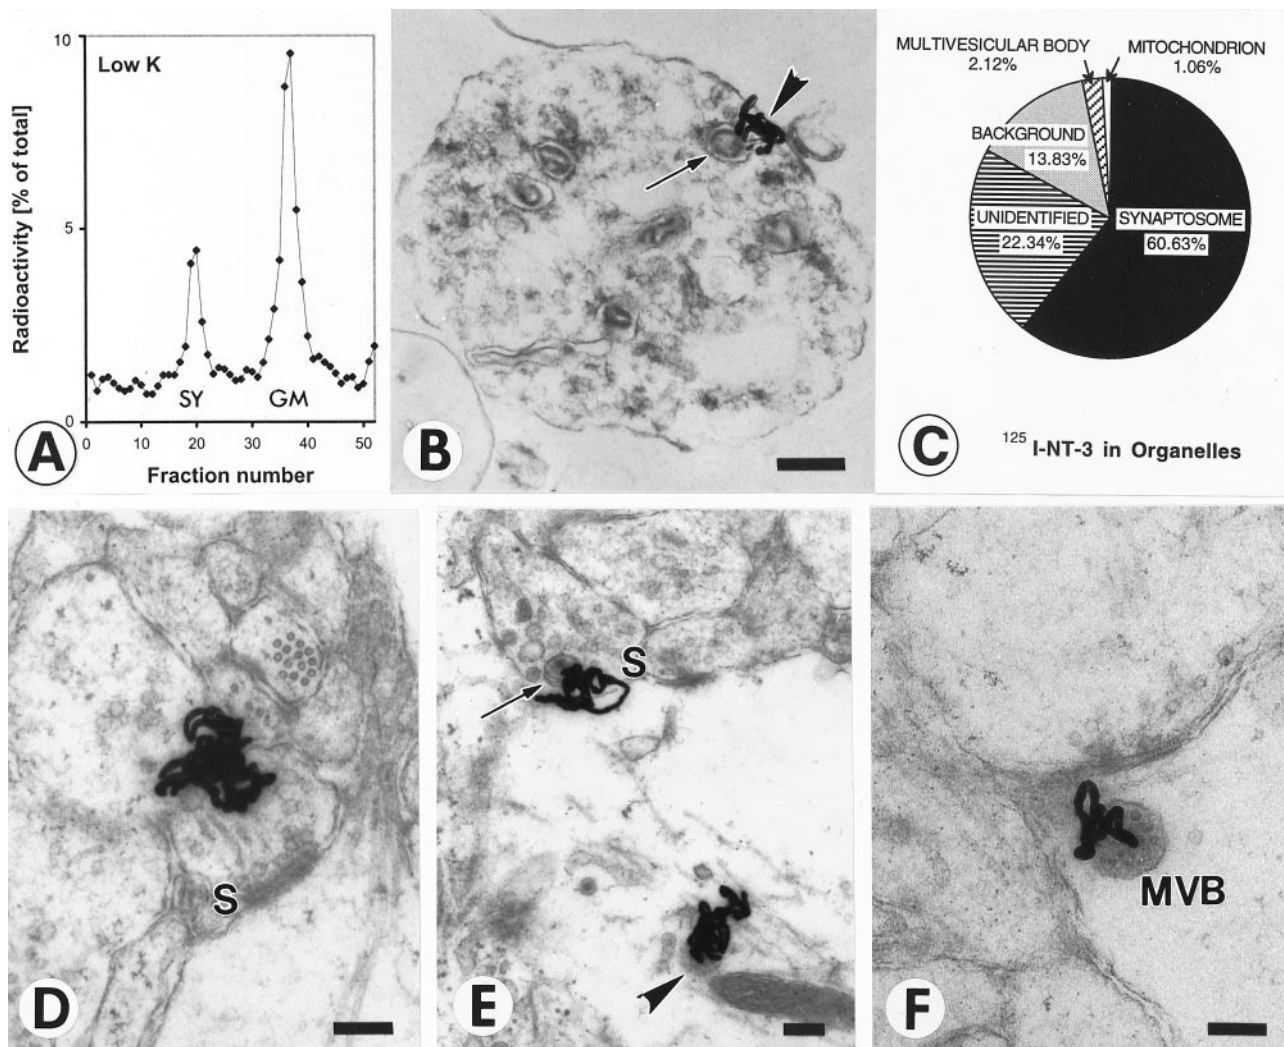 10
Low K
Radioactivity [% of total]
5
0
SY GM
0 10 20 30 40 50
Fraction number
A
B
MULTIVESICULAR BODY
2.12%
MITOCHONDRION
1.06%
BACKGROUND
13.83%
UNIDENTIFIED
22.34%
SYNAPTOSOME
60.63%
125 I-NT-3 in Organelles
C
S
D
S
E
MVB
F